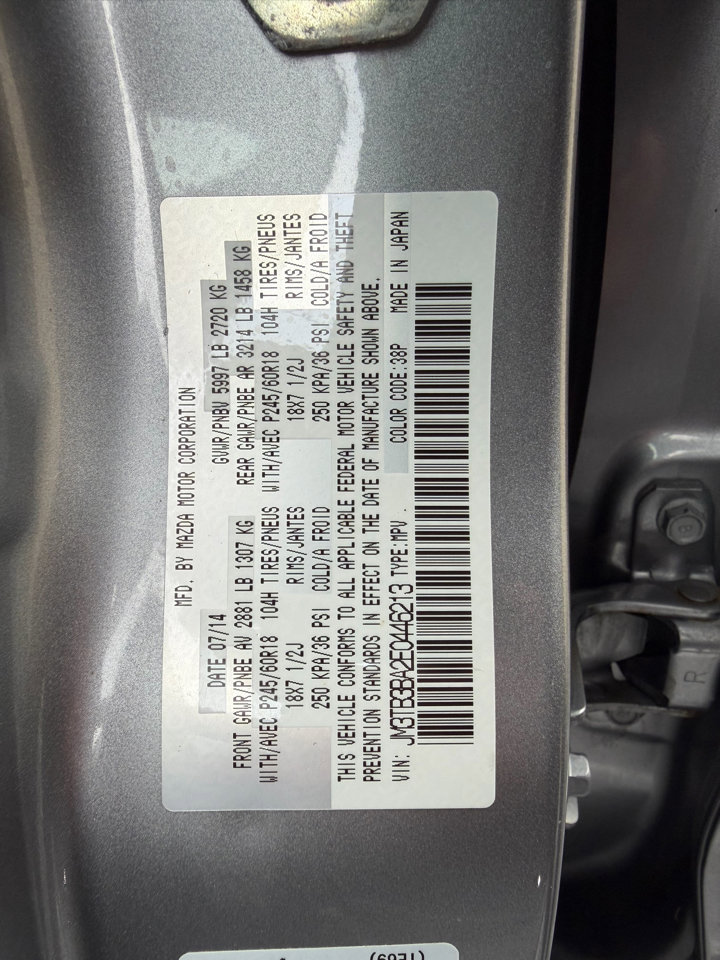 MFD. BY MAZDA MOTOR CORPORATION
DATE 07/14 GVWR/PNBV 5997 LB 2720 KG
FRONT GAWR/PNBE AV 2881 LB 1307 KG REAR GAWR/PNBE AR 3214 LB 1458 KG
WITH/AVEC P245/60R18 104H TIRES/PNEUS WITH/AVEC P245/60R18 104H TIRES/PNEUS
18X7 1/2J RIMS/JANTES 18X7 1/2J RIMS/JANTES
250 KPA/36 PSI COLD/A FROID 250 KPA/36 PSI COLD/A FROID
THIS VEHICLE CONFORMS TO ALL APPLICABLE FEDERAL MOTOR VEHICLE SAFETY AND THEFT
PREVENTION STANDARDS IN EFFECT ON THE DATE OF MANUFACTURE SHOWN ABOVE.
VIN: JM3TB3BA2E0446213 TYPE:MPV . COLOR CODE:38P MADE IN JAPAN
R
8
(TE69)